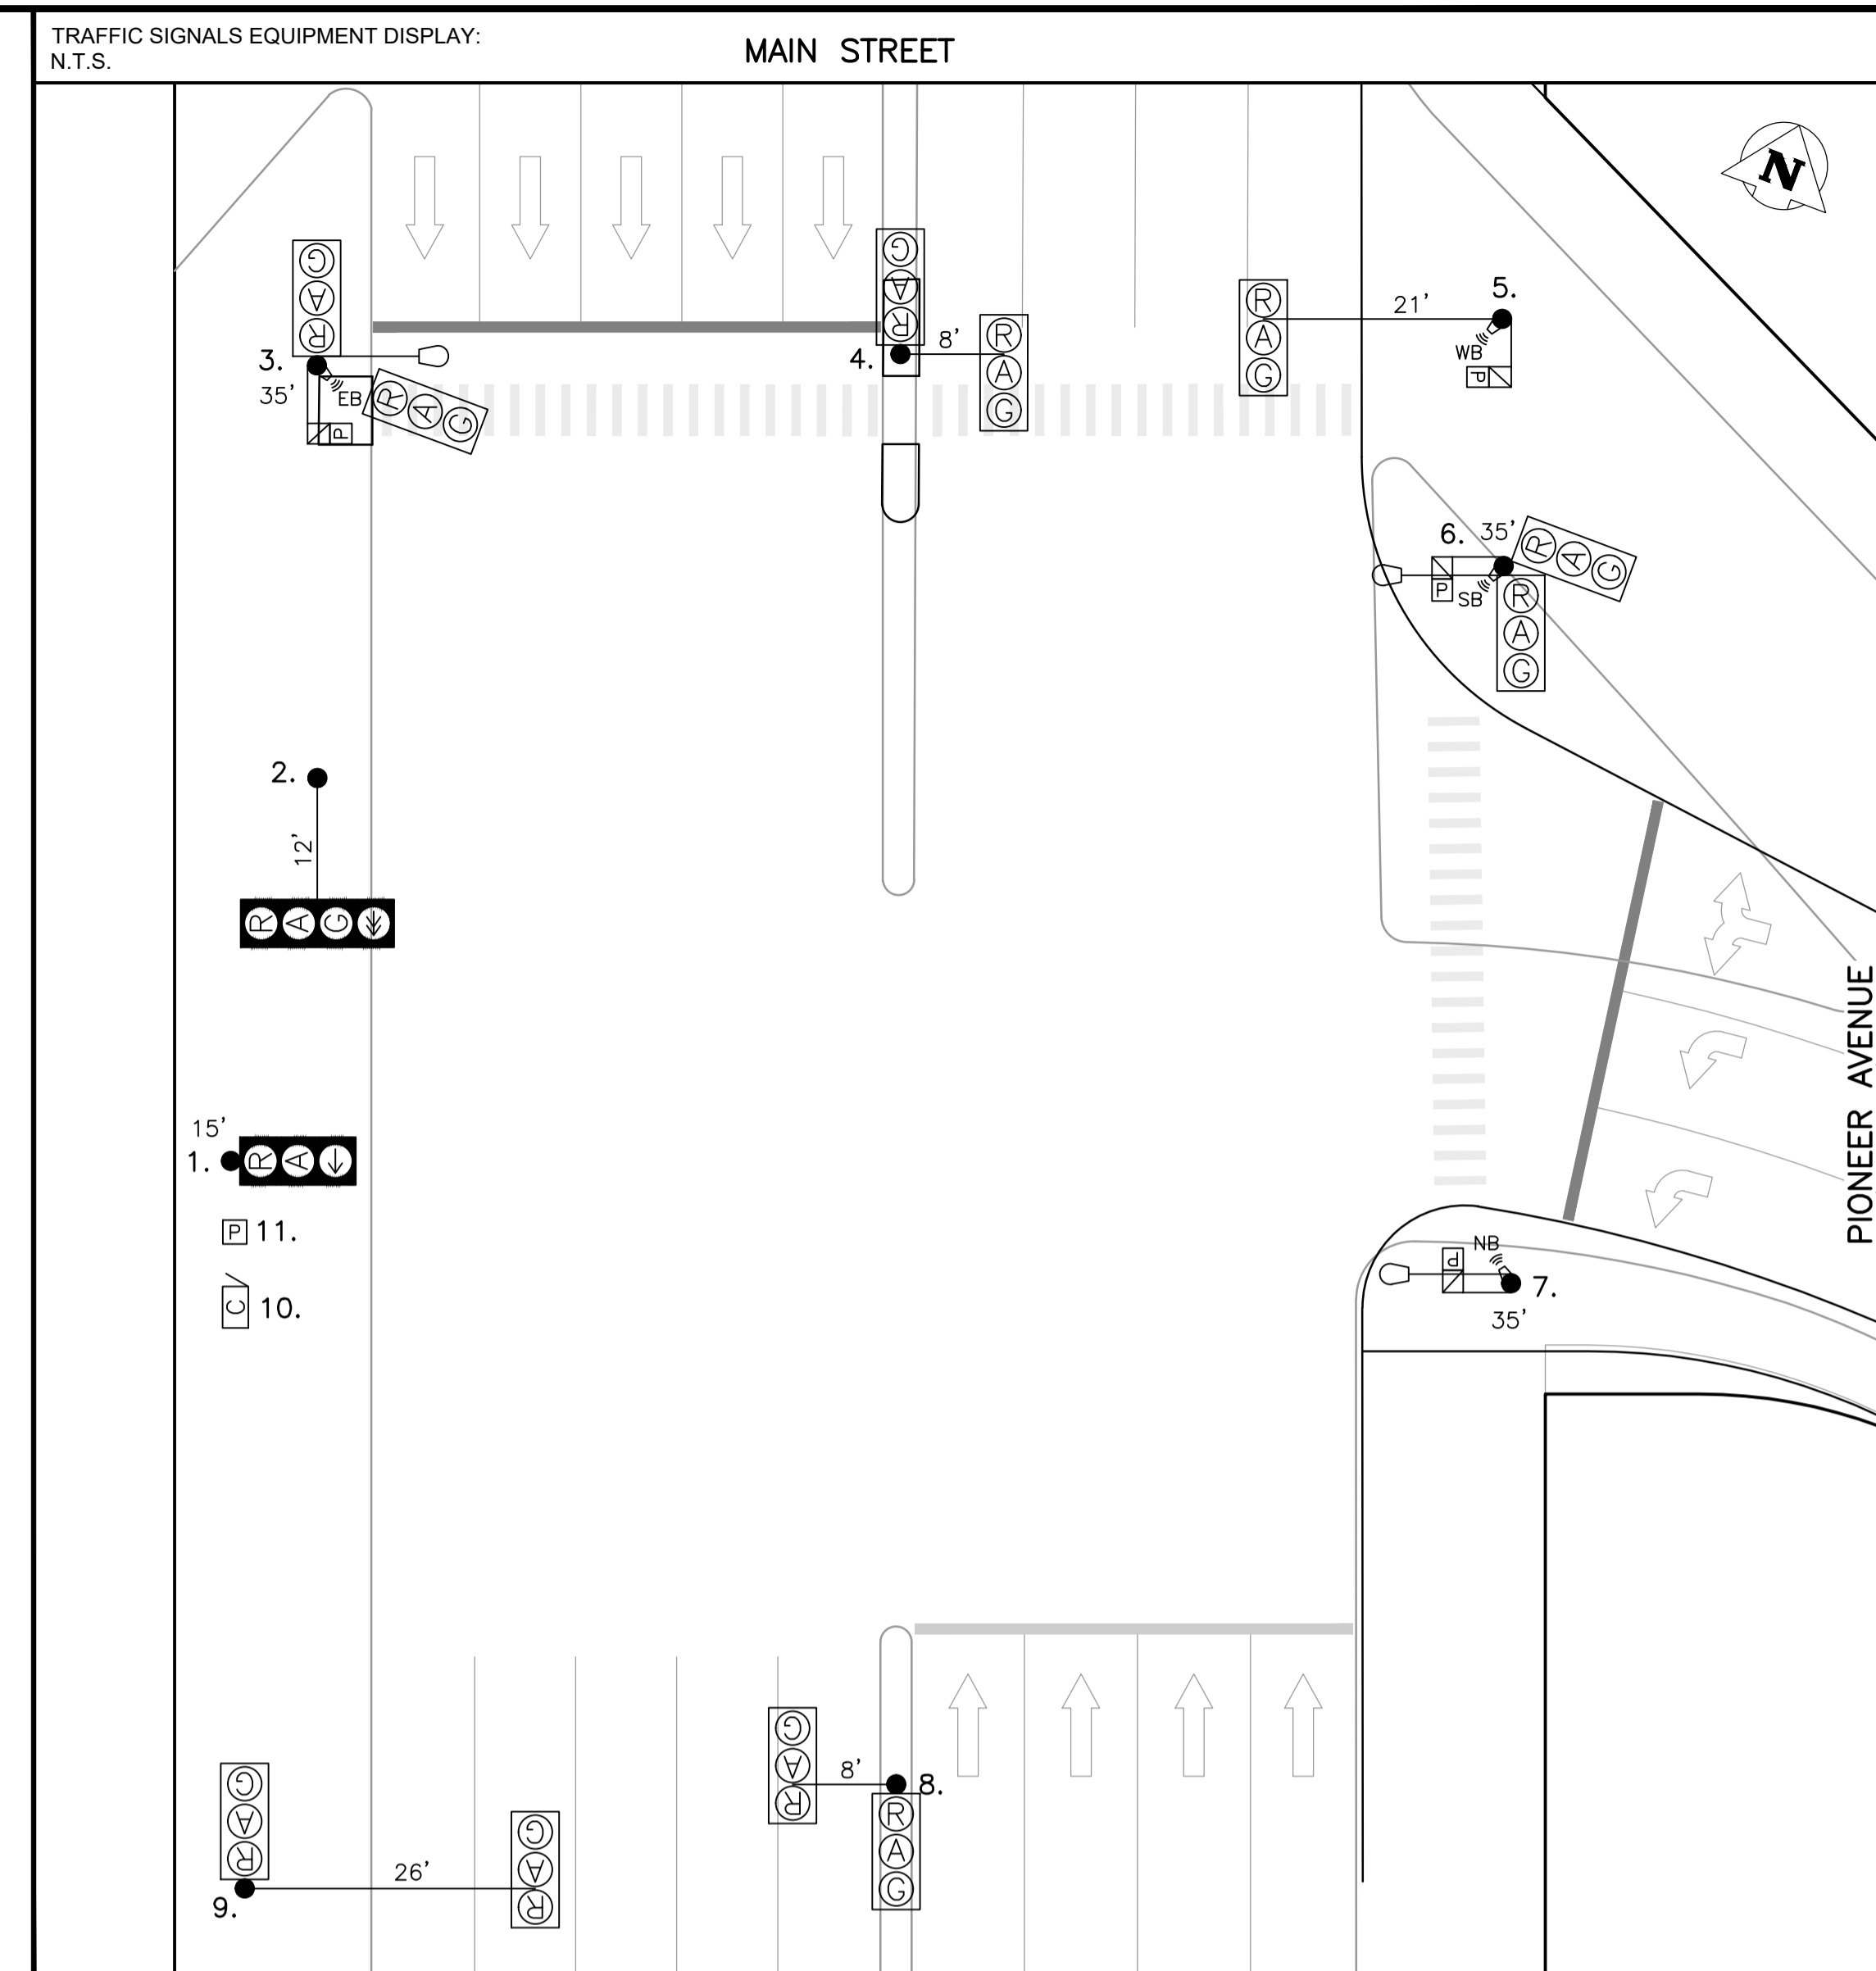 TRAFFIC SIGNALS EQUIPMENT DISPLAY:
N.T.S.
MAIN STREET
N
G
A
R
3.
35'
EB
P
R A G
G
A
R
4.
8'
R
A
G
R
A
G
21'
5.
WB
P
6.
35'
P
SB
R A G
R
A
G
2.
12'
R A G
15'
1.
R A
P 11.
C 10.
PIONEER AVENUE
NB
P
7.
35'
G
A
R
8'
8.
R
A
G
G
A
R
9.
26'
G
A
R